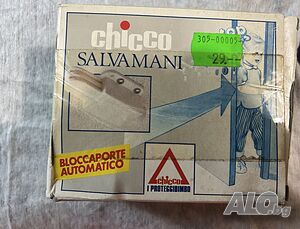 chicco
305-00005
29.--
SALVAMANI
BLOCCAPORTE
AUTOMATICO
chicco
I PROTEGGIBIMBO
ALO.bg